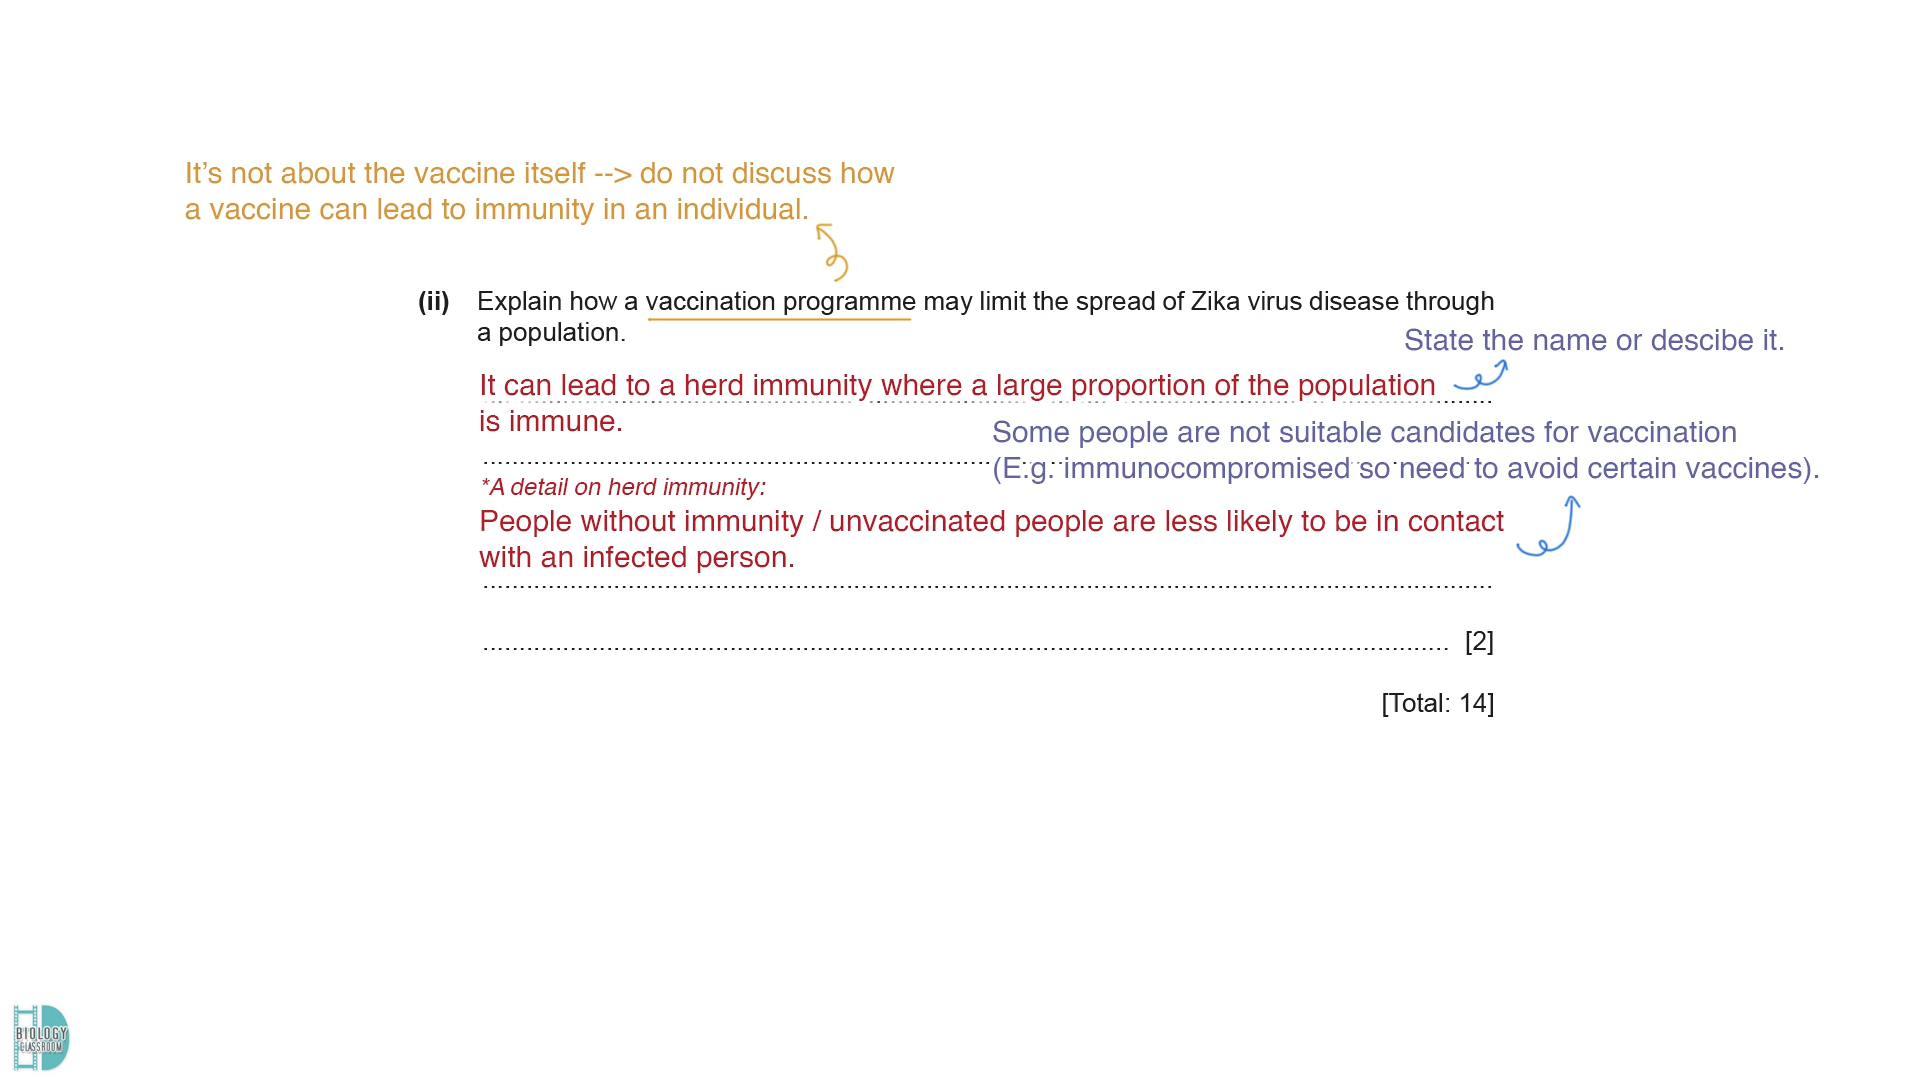 It's not about the vaccine itself --> do not discuss how
a vaccine can lead to immunity in an individual.
(ii) Explain how a vaccination programme may limit the spread of Zika virus disease through
a population.
State the name or descibe it.
It can lead to a herd immunity where a large proportion of the population
is immune.
Some people are not suitable candidates for vaccination
(E.g. immunocompromised so need to avoid certain vaccines).
*A detail on herd immunity:
People without immunity / unvaccinated people are less likely to be in contact
with an infected person.
[2]
[Total: 14]
BIOLOGY
CLASSROOM